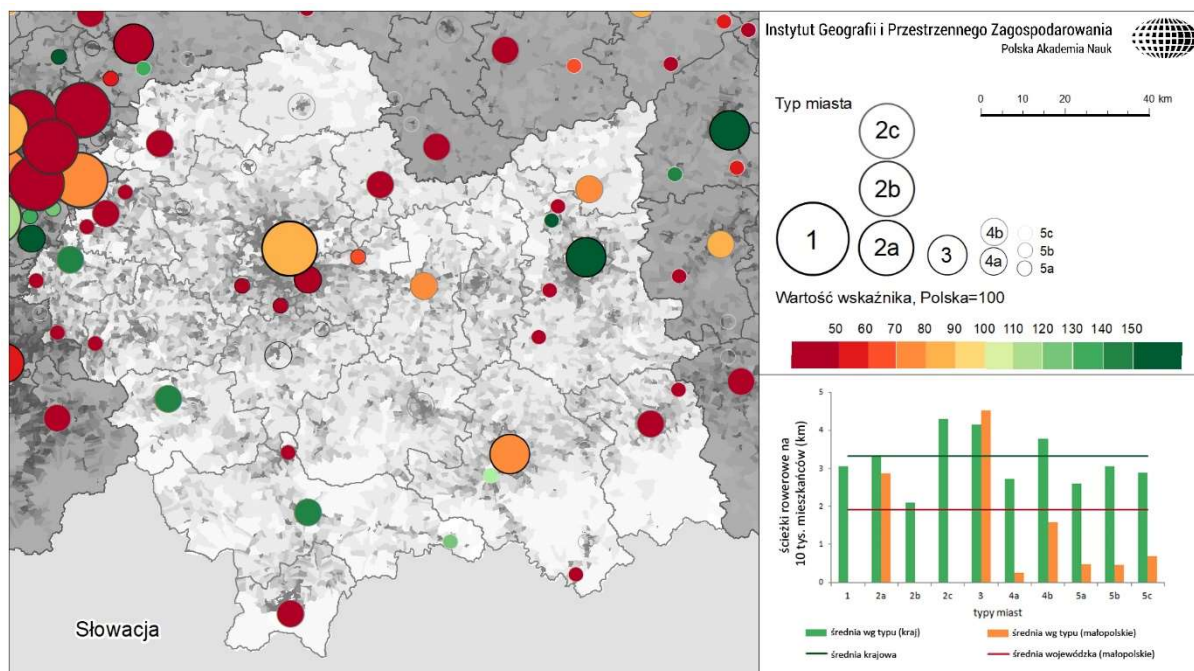 Instytut Geografii i Przestrzennego Zagospodarowania
Polska Akademia Nauk
Typ miasta
0 10 20 40 km
2c
2b
1
2a
3
4b
4a
5c
5b
5a
Wartość wskaźnika, Polska=100
50 60 70 80 90 100 110 120 130 140 150
Słowacja
ścieżki rowerowe na
10 tys. mieszkańców (km)
5
4
3
2
1
0
1 2a 2b 2c 3 4a 4b 5a 5b 5c
typy miast
średnia wg typu (kraj)
średnia wg typu (małopolskie)
średnia krajowa
średnia wojewódzka (małopolskie)